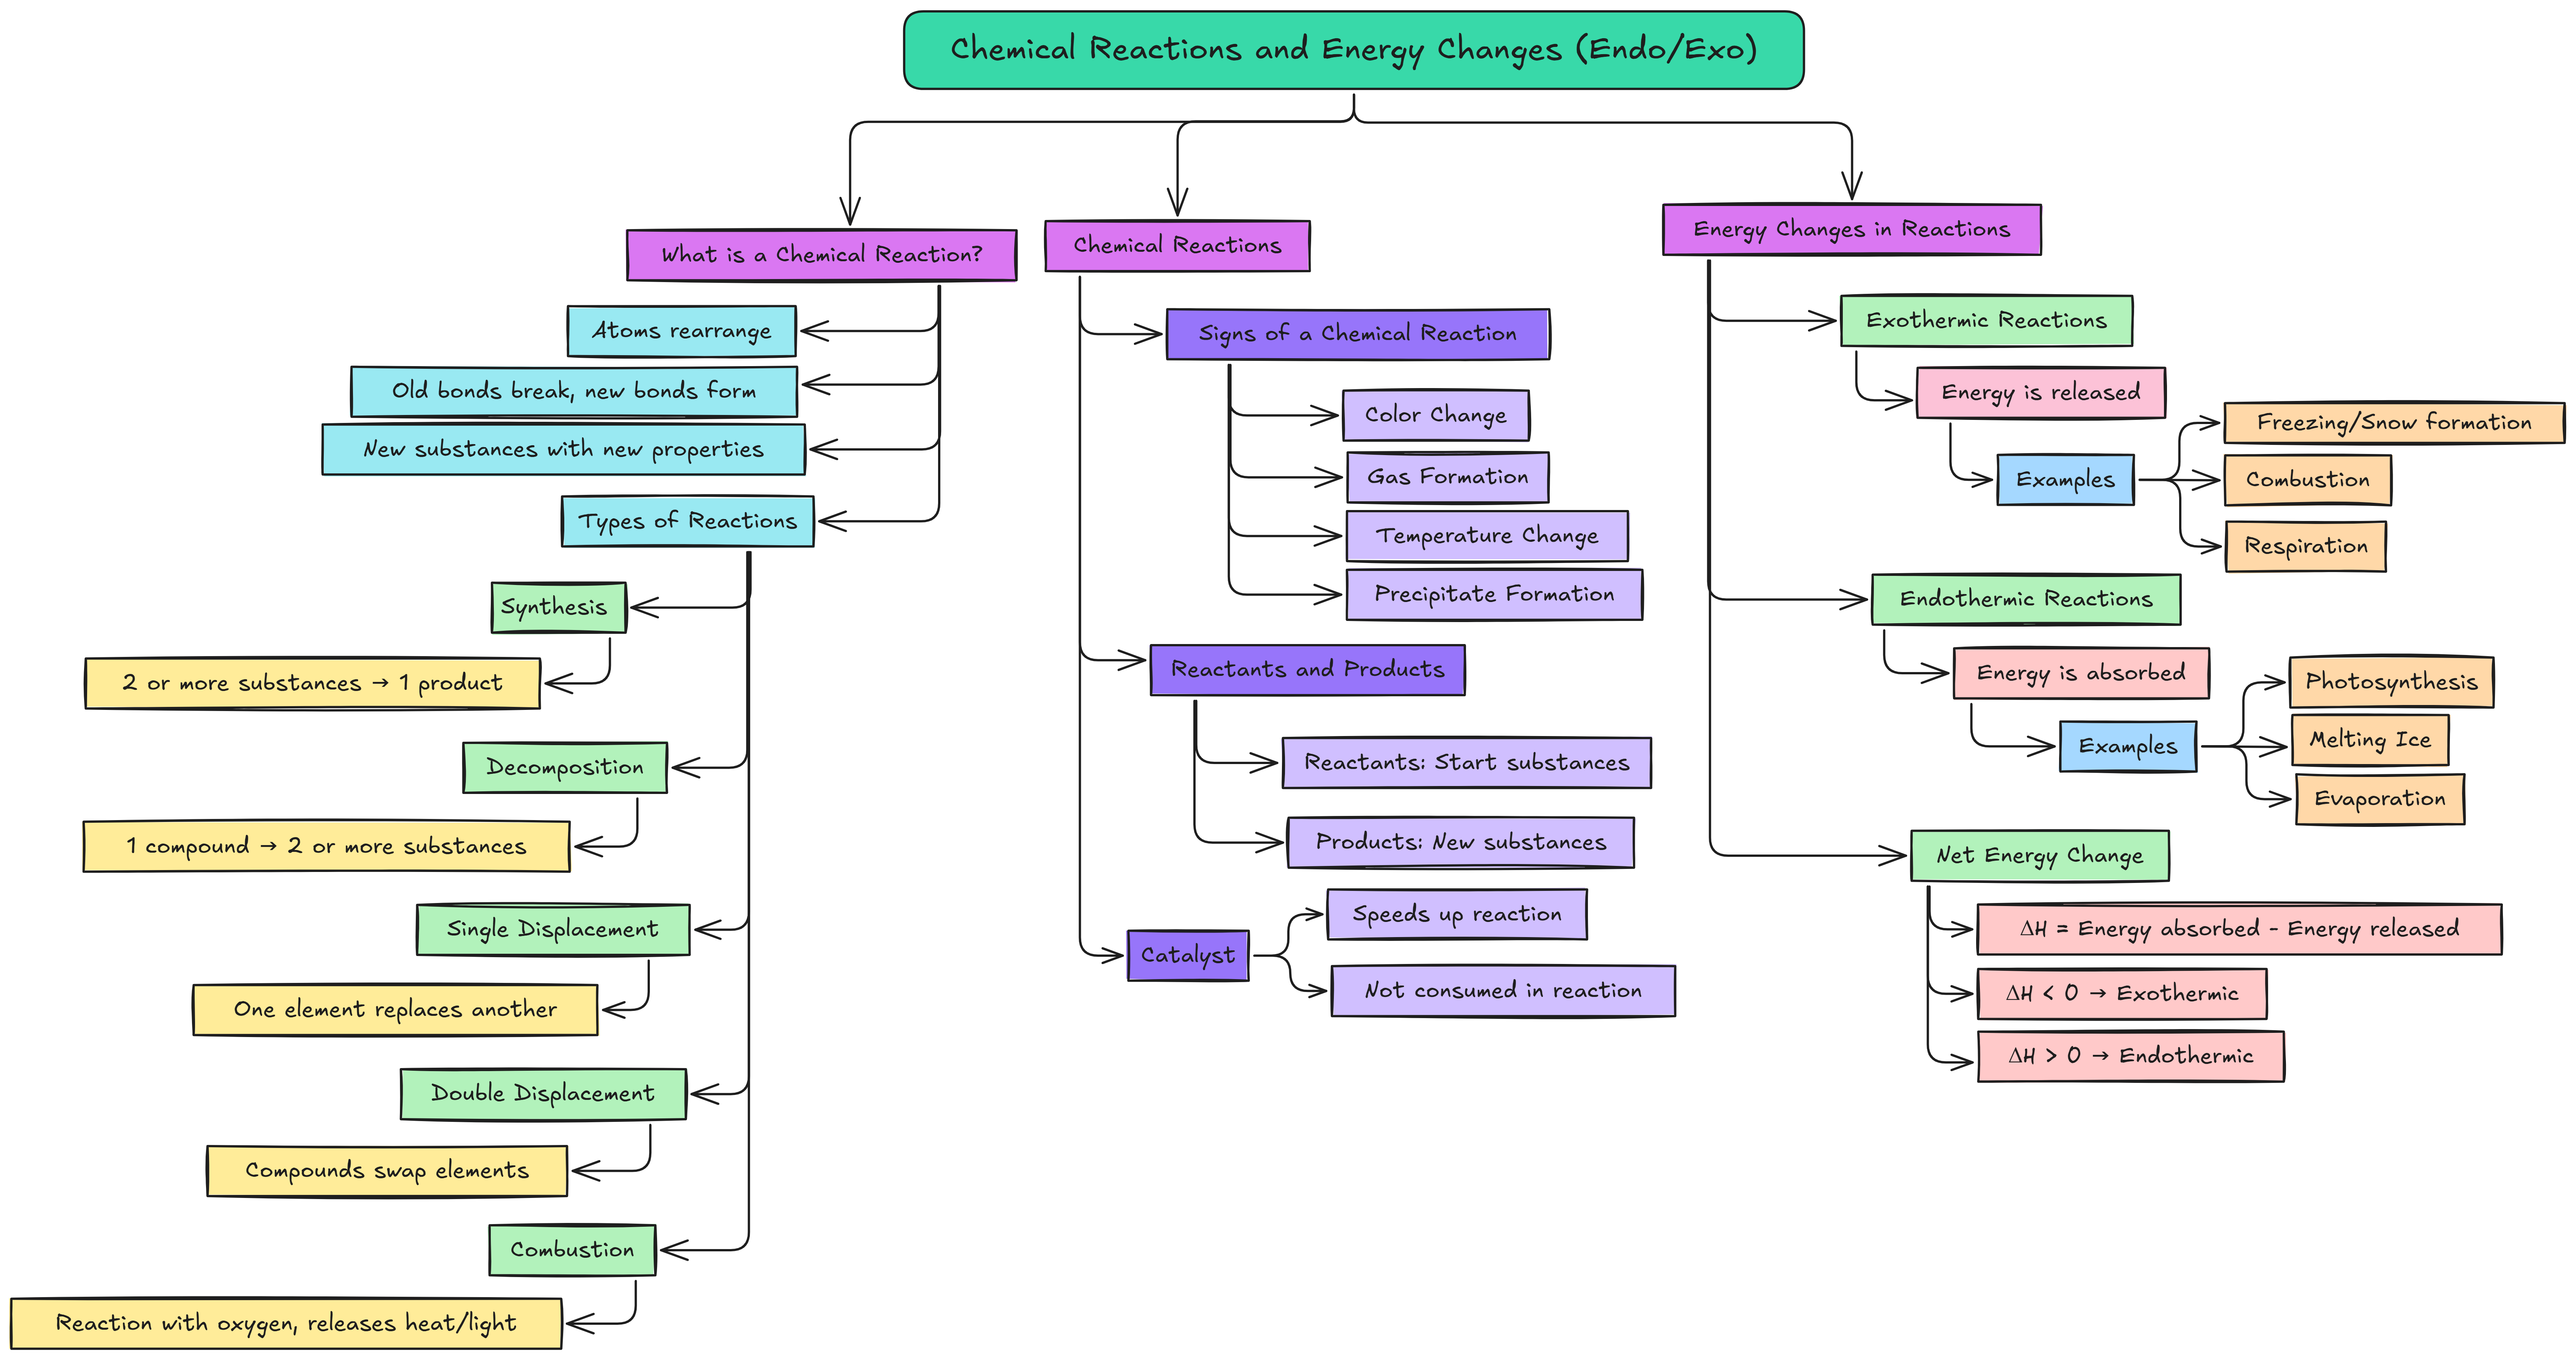 Chemical Reactions and Energy Changes (Endo/Exo)
What is a Chemical Reaction?
Atoms rearrange
Old bonds break, new bonds form
New substances with new properties
Types of Reactions
Synthesis
2 or more substances → 1 product
Decomposition
1 compound → 2 or more substances
Single Displacement
One element replaces another
Double Displacement
Compounds swap elements
Combustion
Reaction with oxygen, releases heat/light
Chemical Reactions
Signs of a Chemical Reaction
Color Change
Gas Formation
Temperature Change
Precipitate Formation
Reactants and Products
Reactants: Start substances
Products: New substances
Catalyst
Speeds up reaction
Not consumed in reaction
Energy Changes in Reactions
Exothermic Reactions
Energy is released
Examples
Freezing/Snow formation
Combustion
Respiration
Endothermic Reactions
Energy is absorbed
Examples
Photosynthesis
Melting Ice
Evaporation
Net Energy Change
ΔH = Energy absorbed - Energy released
ΔH < 0 → Exothermic
ΔH > 0 → Endothermic